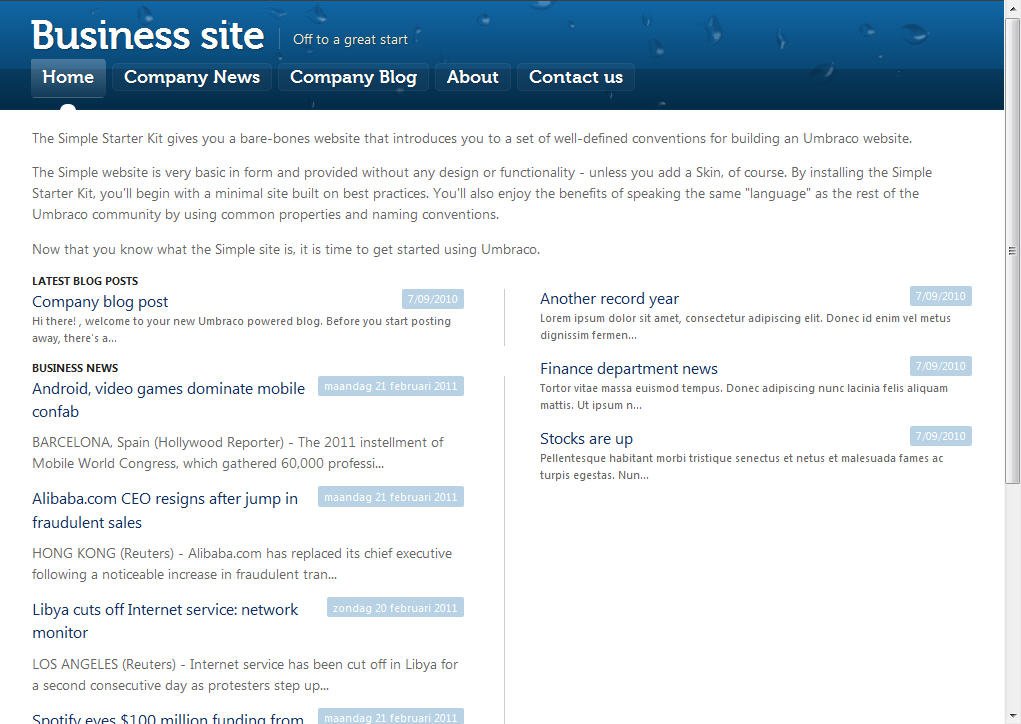 Business site
Off to a great start
Home
Company News
Company Blog
About
Contact us
The Simple Starter Kit gives you a bare-bones website that introduces you to a set of well-defined conventions for building an Umbraco website.
The Simple website is very basic in form and provided without any design or functionality - unless you add a Skin, of course. By installing the Simple
Starter Kit, you'll begin with a minimal site built on best practices. You'll also enjoy the benefits of speaking the same "language" as the rest of the
Umbraco community by using common properties and naming conventions.
Now that you know what the Simple site is, it is time to get started using Umbraco.
LATEST BLOG POSTS
Company blog post
7/09/2010
Hi there! , welcome to your new Umbraco powered blog. Before you start posting
away, there's a...
BUSINESS NEWS
Android, video games dominate mobile
confab
maandag 21 februari 2011
BARCELONA, Spain (Hollywood Reporter) - The 2011 installment of
Mobile World Congress, which gathered 60,000 professi...
Alibaba.com CEO resigns after jump in
fraudulent sales
maandag 21 februari 2011
HONG KONG (Reuters) - Alibaba.com has replaced its chief executive
following a noticeable increase in fraudulent tran...
Libya cuts off Internet service: network
monitor
zondag 20 februari 2011
LOS ANGELES (Reuters) - Internet service has been cut off in Libya for
a second consecutive day as protesters step up...
Spotify eyes $100 million funding from
maandag 21 februari 2011
Another record year
7/09/2010
Lorem ipsum dolor sit amet, consectetur adipiscing elit. Donec id enim vel metus
dignissim fermen...
Finance department news
7/09/2010
Tortor vitae massa euismod tempus. Donec adipiscing nunc lacinia felis aliquam
mattis. Ut ipsum n...
Stocks are up
7/09/2010
Pellentesque habitant morbi tristique senectus et netus et malesuada fames ac
turpis egestas. Nun...